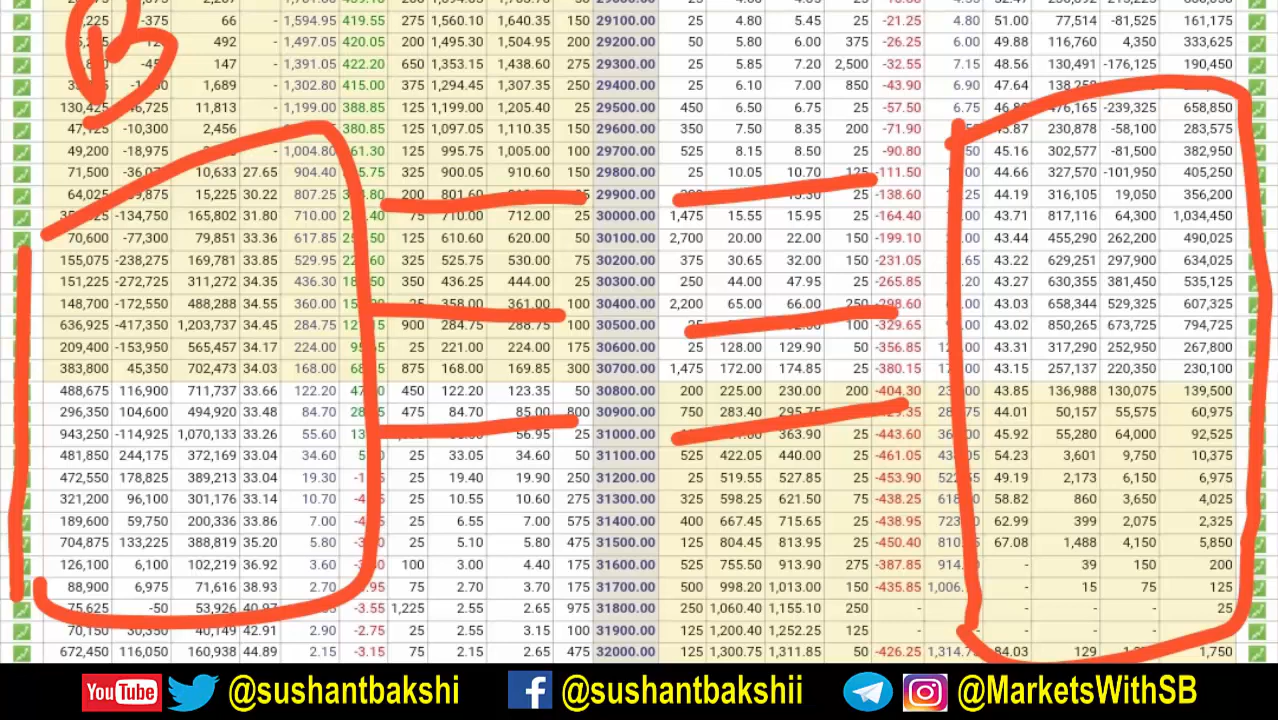 -375 66 - 1,594.95 419.55 275 1,560.10 1,640.35 150 29100.00 25 4.80 5.45 25 -21.25 4.80 51.00 77,514 -81,525 161,175
492 - 1,497.05 420.05 200 1,495.30 1,504.95 200 29200.00 50 5.80 6.00 375 -26.25 6.00 49.88 116,760 4,350 333,625
147 - 1,391.05 422.20 650 1,353.15 1,438.60 275 29300.00 25 5.85 7.20 2,500 -32.55 7.15 48.56 130,491 -176,125 190,450
1,689 - 1,302.80 415.00 375 1,294.45 1,307.35 250 29400.00 25 6.10 7.00 850 -43.90 6.90 47.64
130,425 11,813 - 1,199.00 388.85 125 1,199.00 1,205.40 25 29500.00 450 6.50 6.75 25 -57.50 6.75 -239,325 658,850
-10,300 2,456 380.85 125 1,097.05 1,110.35 150 29600.00 350 7.50 8.35 200 -71.90 230,878 -58,100 283,575
49,200 -18,975 - 1,004.80 325 995.75 1,005.00 100 29700.00 525 8.15 8.50 25 -90.80 45.16 302,577 -81,500 382,950
71,500 10,633 27.65 904.40 325 900.05 910.60 150 29800.00 25 10.05 10.70 -111.50 44.66 327,570 -101,950 405,250
64,025 15,225 30.22 807.25 200 801.60 29900.00 25 -138.60 44.19 316,105 19,050 356,200
-134,750 165,802 31.80 710.00 75 710.00 712.00 25 30000.00 1,475 15.55 15.95 25 -164.40 43.71 817,116 64,300 1,034,450
70,600 -77,300 79,851 33.36 617.85 125 610.60 620.00 50 30100.00 2,700 20.00 22.00 150 -199.10 43.44 455,290 262,200 490,025
155,075 -238,275 169,781 33.85 529.95 325 525.75 530.00 75 30200.00 375 30.65 32.00 150 -231.05 43.22 629,251 297,900 634,025
151,225 -272,725 311,272 34.35 436.30 350 436.25 444.00 25 30300.00 250 44.00 47.95 25 -265.85 43.27 630,355 381,450 535,125
148,700 -172,550 488,288 34.55 360.00 25 358.00 361.00 100 30400.00 2,200 65.00 66.00 250 -298.60 43.03 658,344 529,325 607,325
636,925 -417,350 1,203,737 34.45 284.75 900 284.75 288.75 100 30500.00 100 -329.65 43.02 850,265 673,725 794,725
209,400 -153,950 565,457 34.17 224.00 25 221.00 224.00 175 30600.00 25 128.00 129.90 50 -356.85 43.31 317,290 252,950 267,800
383,800 45,350 702,473 34.03 168.00 875 168.00 169.85 300 30700.00 1,475 172.00 174.85 25 -380.15 43.15 257,137 220,350 230,100
488,675 116,900 711,737 33.66 122.20 450 122.20 123.35 50 30800.00 200 225.00 230.00 200 -404.30 43.85 136,988 130,075 139,500
296,350 104,600 494,920 33.48 84.70 475 84.70 85.00 800 30900.00 750 283.40 44.01 50,157 55,575 60,975
943,250 -114,925 1,070,133 33.26 55.60 56.95 25 31000.00 363.90 25 -443.60 45.92 55,280 64,000 92,525
481,850 244,175 372,169 33.04 34.60 25 33.05 34.60 50 31100.00 525 422.05 440.00 25 -461.05 54.23 3,601 9,750 10,375
472,550 178,825 389,213 33.04 19.30 25 19.40 19.90 250 31200.00 25 519.55 527.85 25 -453.90 49.19 2,173 6,150 6,975
321,200 96,100 301,176 33.14 10.70 25 10.55 10.60 275 31300.00 325 598.25 621.50 75 -438.25 58.82 860 3,650 4,025
189,600 59,750 200,336 33.86 7.00 25 6.55 7.00 575 31400.00 400 667.45 715.65 25 -438.95 62.99 399 2,075 2,325
704,875 133,225 388,819 35.20 5.80 25 5.10 5.80 475 31500.00 125 804.45 913.95 25 -450.40 67.08 1,488 4,150 5,850
126,100 6,100 102,219 36.92 3.60 100 3.00 4.40 175 31600.00 525 755.50 913.90 275 -387.85 - 39 150 200
88,900 6,975 71,616 38.93 2.70 75 2.70 3.70 175 31700.00 500 998.20 1,013.00 150 -435.85 - 15 75 125
75,625 -50 53,926 -3.55 1,225 2.55 2.65 975 31800.00 250 1,060.40 1,155.10 250 - - - - - 25
70,150 40,149 42.91 2.90 -2.75 25 2.55 3.15 100 31900.00 125 1,200.40 1,252.25 125 - - - - -
672,450 116,050 160,938 44.89 2.15 -3.15 75 2.15 2.65 475 32000.00 125 1,300.75 1,311.85 50 -426.25 84.03 129 1,750
YouTube @sushantbakshi @sushantbakshii @MarketsWithSB